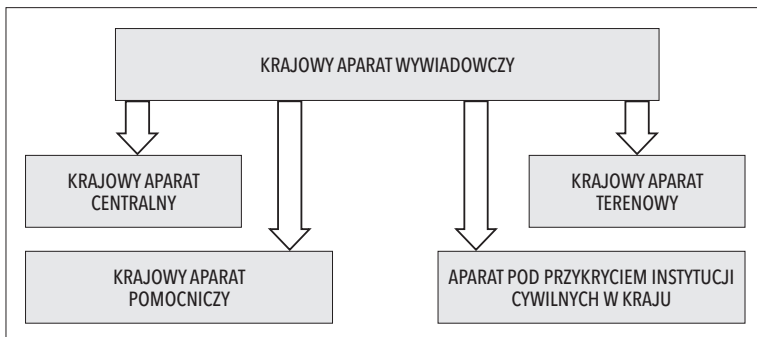 KRAJOWY APARAT WYWIADOWCZY
KRAJOWY APARAT
CENTRALNY
KRAJOWY APARAT
TERENOWY
KRAJOWY APARAT
POMOCNICZY
APARAT POD PRZYKRYCIEM INSTYTUCJI
CYWILNYCH W KRAJU